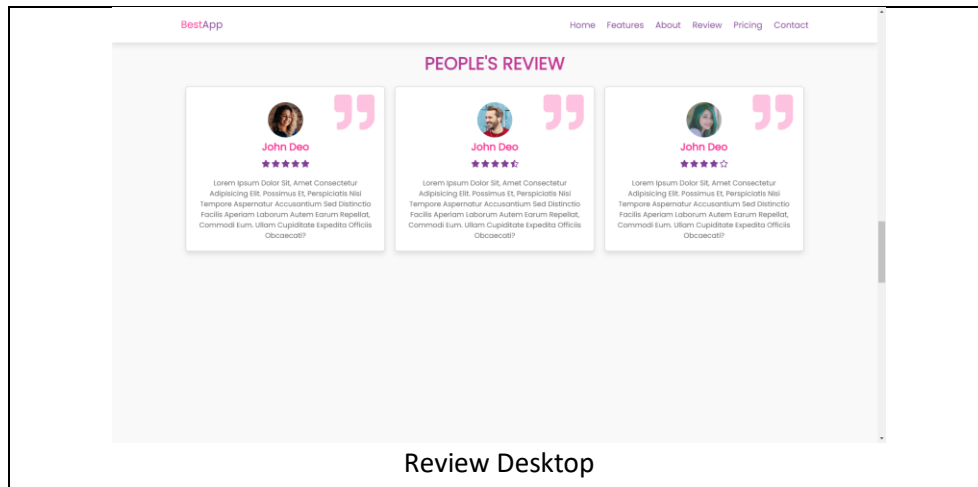 BestApp
Home Features About Review Pricing Contact
PEOPLE'S REVIEW
John Deo
Lorem Ipsum Dolor Sit, Amet Consectetur
Adipisicing Elit. Possimus Et, Perspiciatis Nisi
Tempore Aspernatur Accusantium Sed Distinctio
Facilis Aperiam Laborum Autem Earum Repellat,
Commodi Eum. Ullam Cupiditate Expedita Officiis
Obcaecati?
John Deo
Lorem Ipsum Dolor Sit, Amet Consectetur
Adipisicing Elit. Possimus Et, Perspiciatis Nisi
Tempore Aspernatur Accusantium Sed Distinctio
Facilis Aperiam Laborum Autem Earum Repellat,
Commodi Eum. Ullam Cupiditate Expedita Officiis
Obcaecati?
John Deo
Lorem Ipsum Dolor Sit, Amet Consectetur
Adipisicing Elit. Possimus Et, Perspiciatis Nisi
Tempore Aspernatur Accusantium Sed Distinctio
Facilis Aperiam Laborum Autem Earum Repellat,
Commodi Eum. Ullam Cupiditate Expedita Officiis
Obcaecati?
Review Desktop